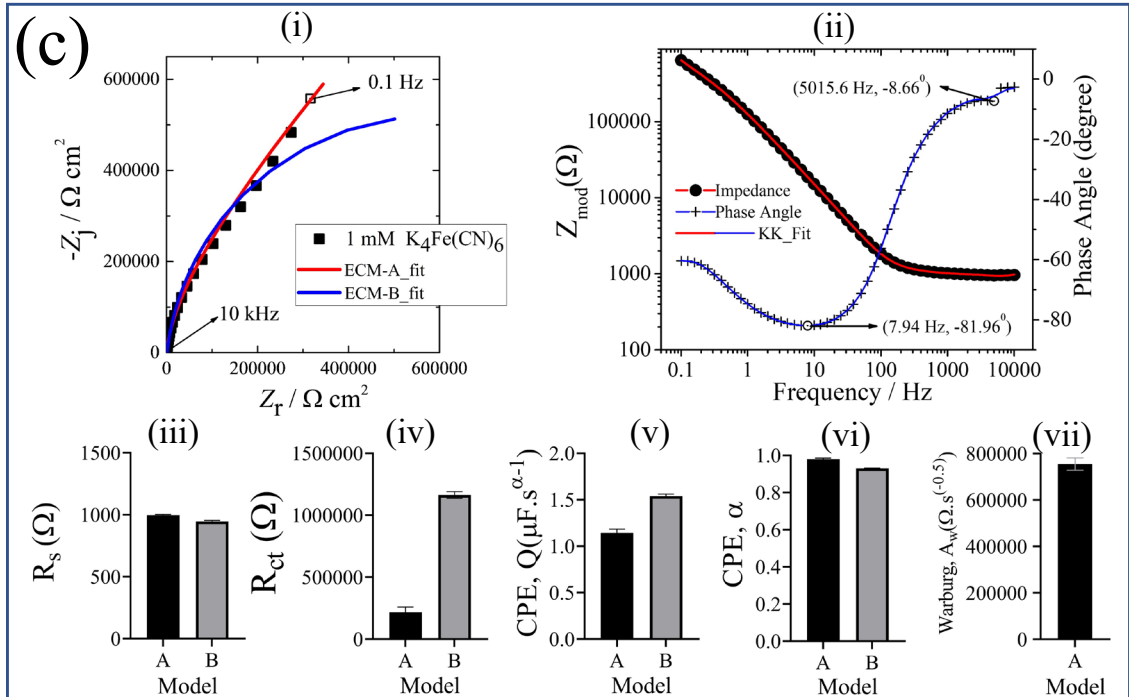 (c)
(i)
600000
400000
200000
0
-Zj / Ω cm²
0 200000 400000 600000
Zr / Ω cm²
0.1 Hz
10 kHz
1 mM K4Fe(CN)6
ECM-A_fit
ECM-B_fit
(ii)
100000
10000
1000
100
Zmod(Ω)
0
-20
-40
-60
-80
Phase Angle (degree)
0.1 1 10 100 1000 10000
Frequency / Hz
(5015.6 Hz, -8.66⁰)
Impedance
Phase Angle
KK_Fit
(7.94 Hz, -81.96⁰)
(iii)
1500
1000
500
0
Rs (Ω)
A B
Model
(iv)
1500000
1000000
500000
0
Rct (Ω)
A B
Model
(v)
2.0
1.5
1.0
0.5
0.0
CPE, Q(μF.s^α-1)
A B
Model
(vi)
1.0
0.8
0.6
0.4
0.2
0.0
CPE, α
A B
Model
(vii)
800000
600000
400000
200000
0
Warburg, Aw(Ω.s^(-0.5))
A
Model